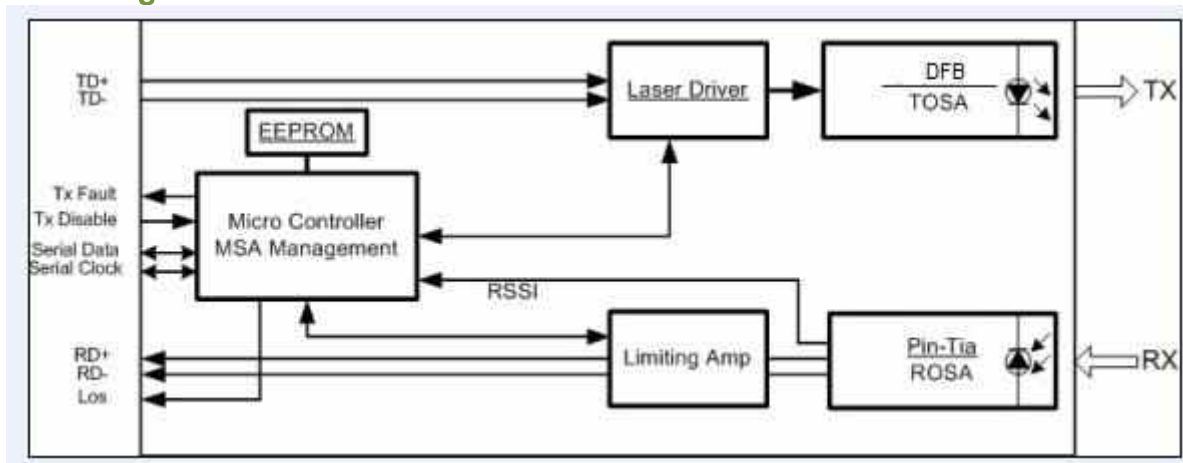 TD+
TD-
Laser Driver
DFB
TOSA
TX
EEPROM
Tx Fault
Tx Disable
Serial Data
Serial Clock
Micro Controller
MSA Management
RSSI
RD+
RD-
Los
Limiting Amp
Pin-Tia
ROSA
RX